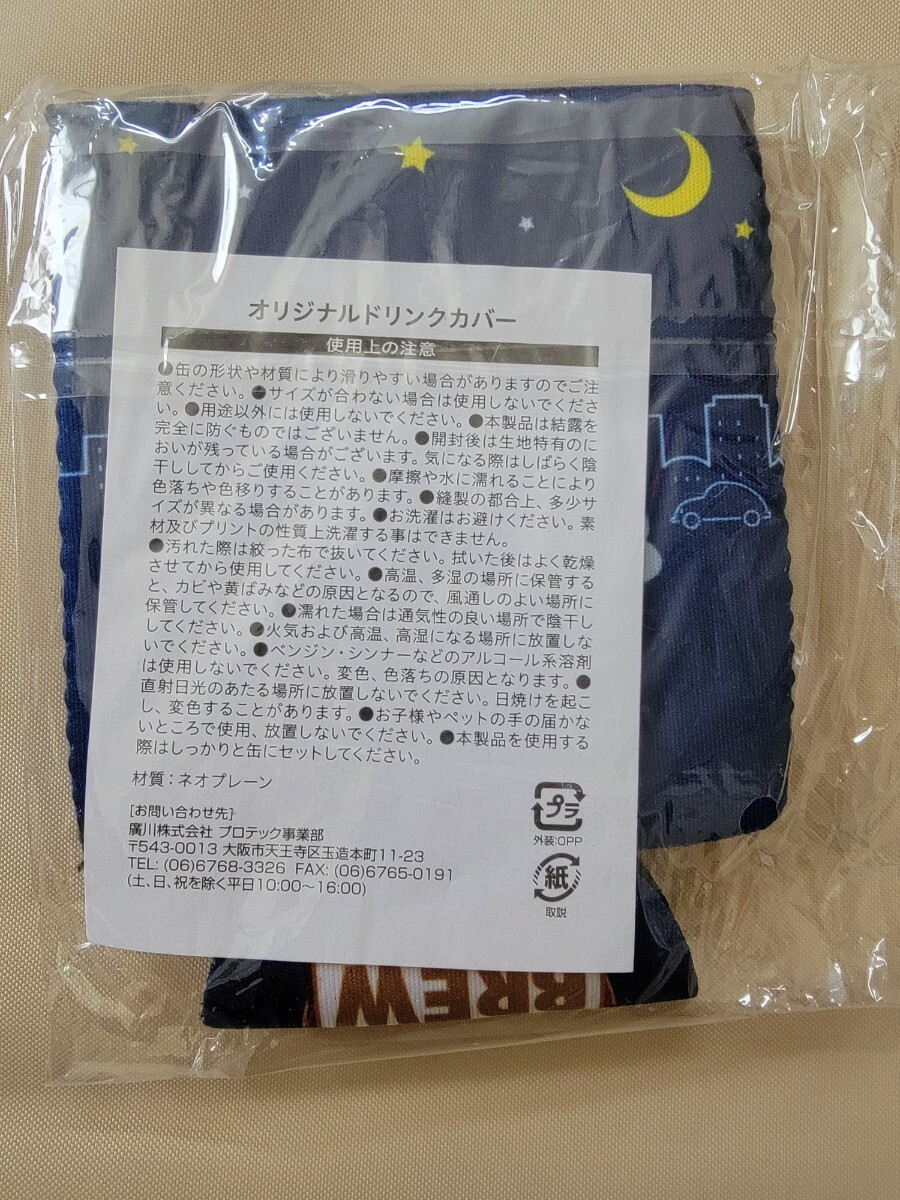 オリジナルドリンクカバー
使用上の注意
●缶の形状や材質により滑りやすい場合がありますのでご注
意ください。●サイズが合わない場合は使用しないでくださ
い。●用途以外には使用しないでください。●本製品は結露を
完全に防ぐものではございません。●開封後は生地特有のに
おいが残っている場合がございます。気になる際はしばらく陰
干ししてからご使用ください。●摩擦や水に濡れることにより
色落ちや色移りすることがあります。●縫製の都合上、多少サ
イズが異なる場合があります。●お洗濯はお避けください。素
材及びプリントの性質上洗濯する事はできません。
●汚れた際は絞った布で抜いてください。拭いた後はよく乾燥
させてから使用してください。●高温、多湿の場所に保管する
と、カビや黄ばみなどの原因となるので、風通しのよい場所に
保管してください。●濡れた場合は通気性の良い場所で陰干し
してください。●火気および高温、高湿になる場所に放置しな
いでください。●ベンジン・シンナーなどのアルコール系溶剤
は使用しないでください。変色、色落ちの原因となります。●
直射日光のあたる場所に放置しないでください。日焼けを起こ
し、変色することがあります。●お子様やペットの手の届かな
いところで使用、放置しないでください。●本製品を使用する
際はしっかりと缶にセットしてください。
材質：ネオプレーン
[お問い合わせ先]
廣川株式会社 プロテック事業部
〒543-0013 大阪市天王寺区玉造本町11-23
TEL: (06)6768-3326 FAX: (06)6765-0191
(土、日、祝を除く平日10:00〜16:00)
プラ
外装:OPP
紙
取説
BREW